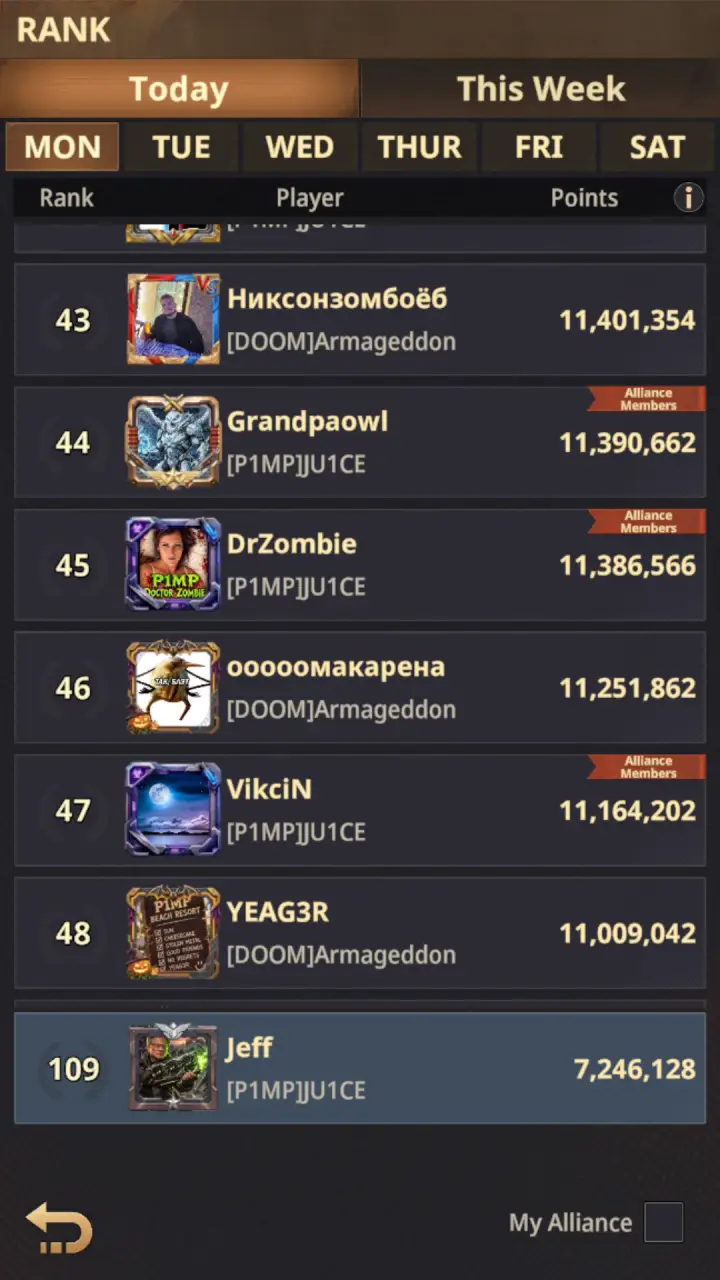 RANK
Today
This Week
MON
TUE
WED
THUR
FRI
SAT
Rank
Player
Points
i
43
Никсонзомбоёб
[DOOM]Armageddon
11,401,354
Alliance
Members
44
Grandpaowl
[P1MP]JU1CE
11,390,662
Alliance
Members
45
P1MP
DOCTOR ZOMBIE
DrZombie
[P1MP]JU1CE
11,386,566
46
ТАК, БЛЭТ
ооооомакарена
[DOOM]Armageddon
11,251,862
Alliance
Members
47
VikciN
[P1MP]JU1CE
11,164,202
48
P1MP
BEACH RESORT
YEAG3R
[DOOM]Armageddon
11,009,042
109
Jeff
[P1MP]JU1CE
7,246,128
My Alliance